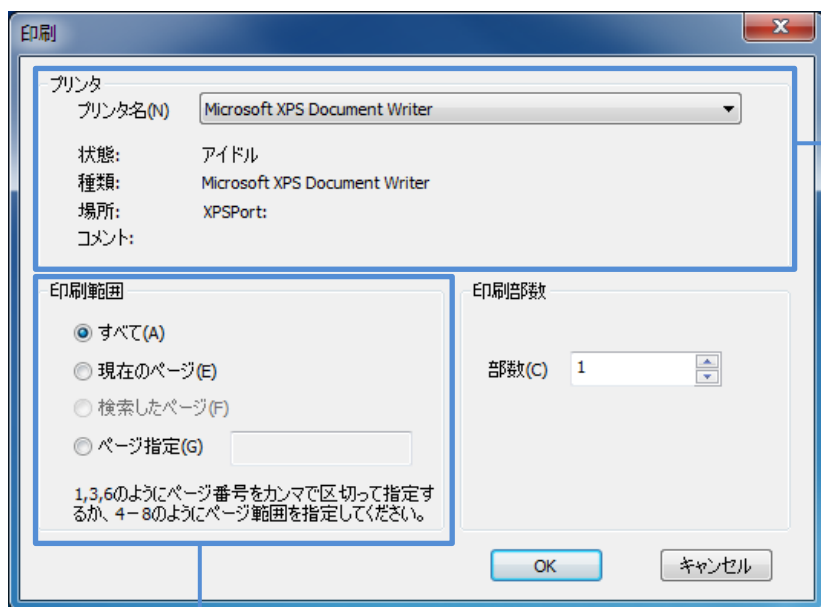 印刷
プリンタ
プリンタ名(N) Microsoft XPS Document Writer
状態: アイドル
種類: Microsoft XPS Document Writer
場所: XPSPort:
コメント:
印刷範囲
すべて(A)
現在のページ(E)
検索したページ(F)
ページ指定(G)
1,3,6のようにページ番号をカンマで区切って指定す
るか、4－8のようにページ範囲を指定してください。
印刷部数
部数(C) 1
OK キャンセル